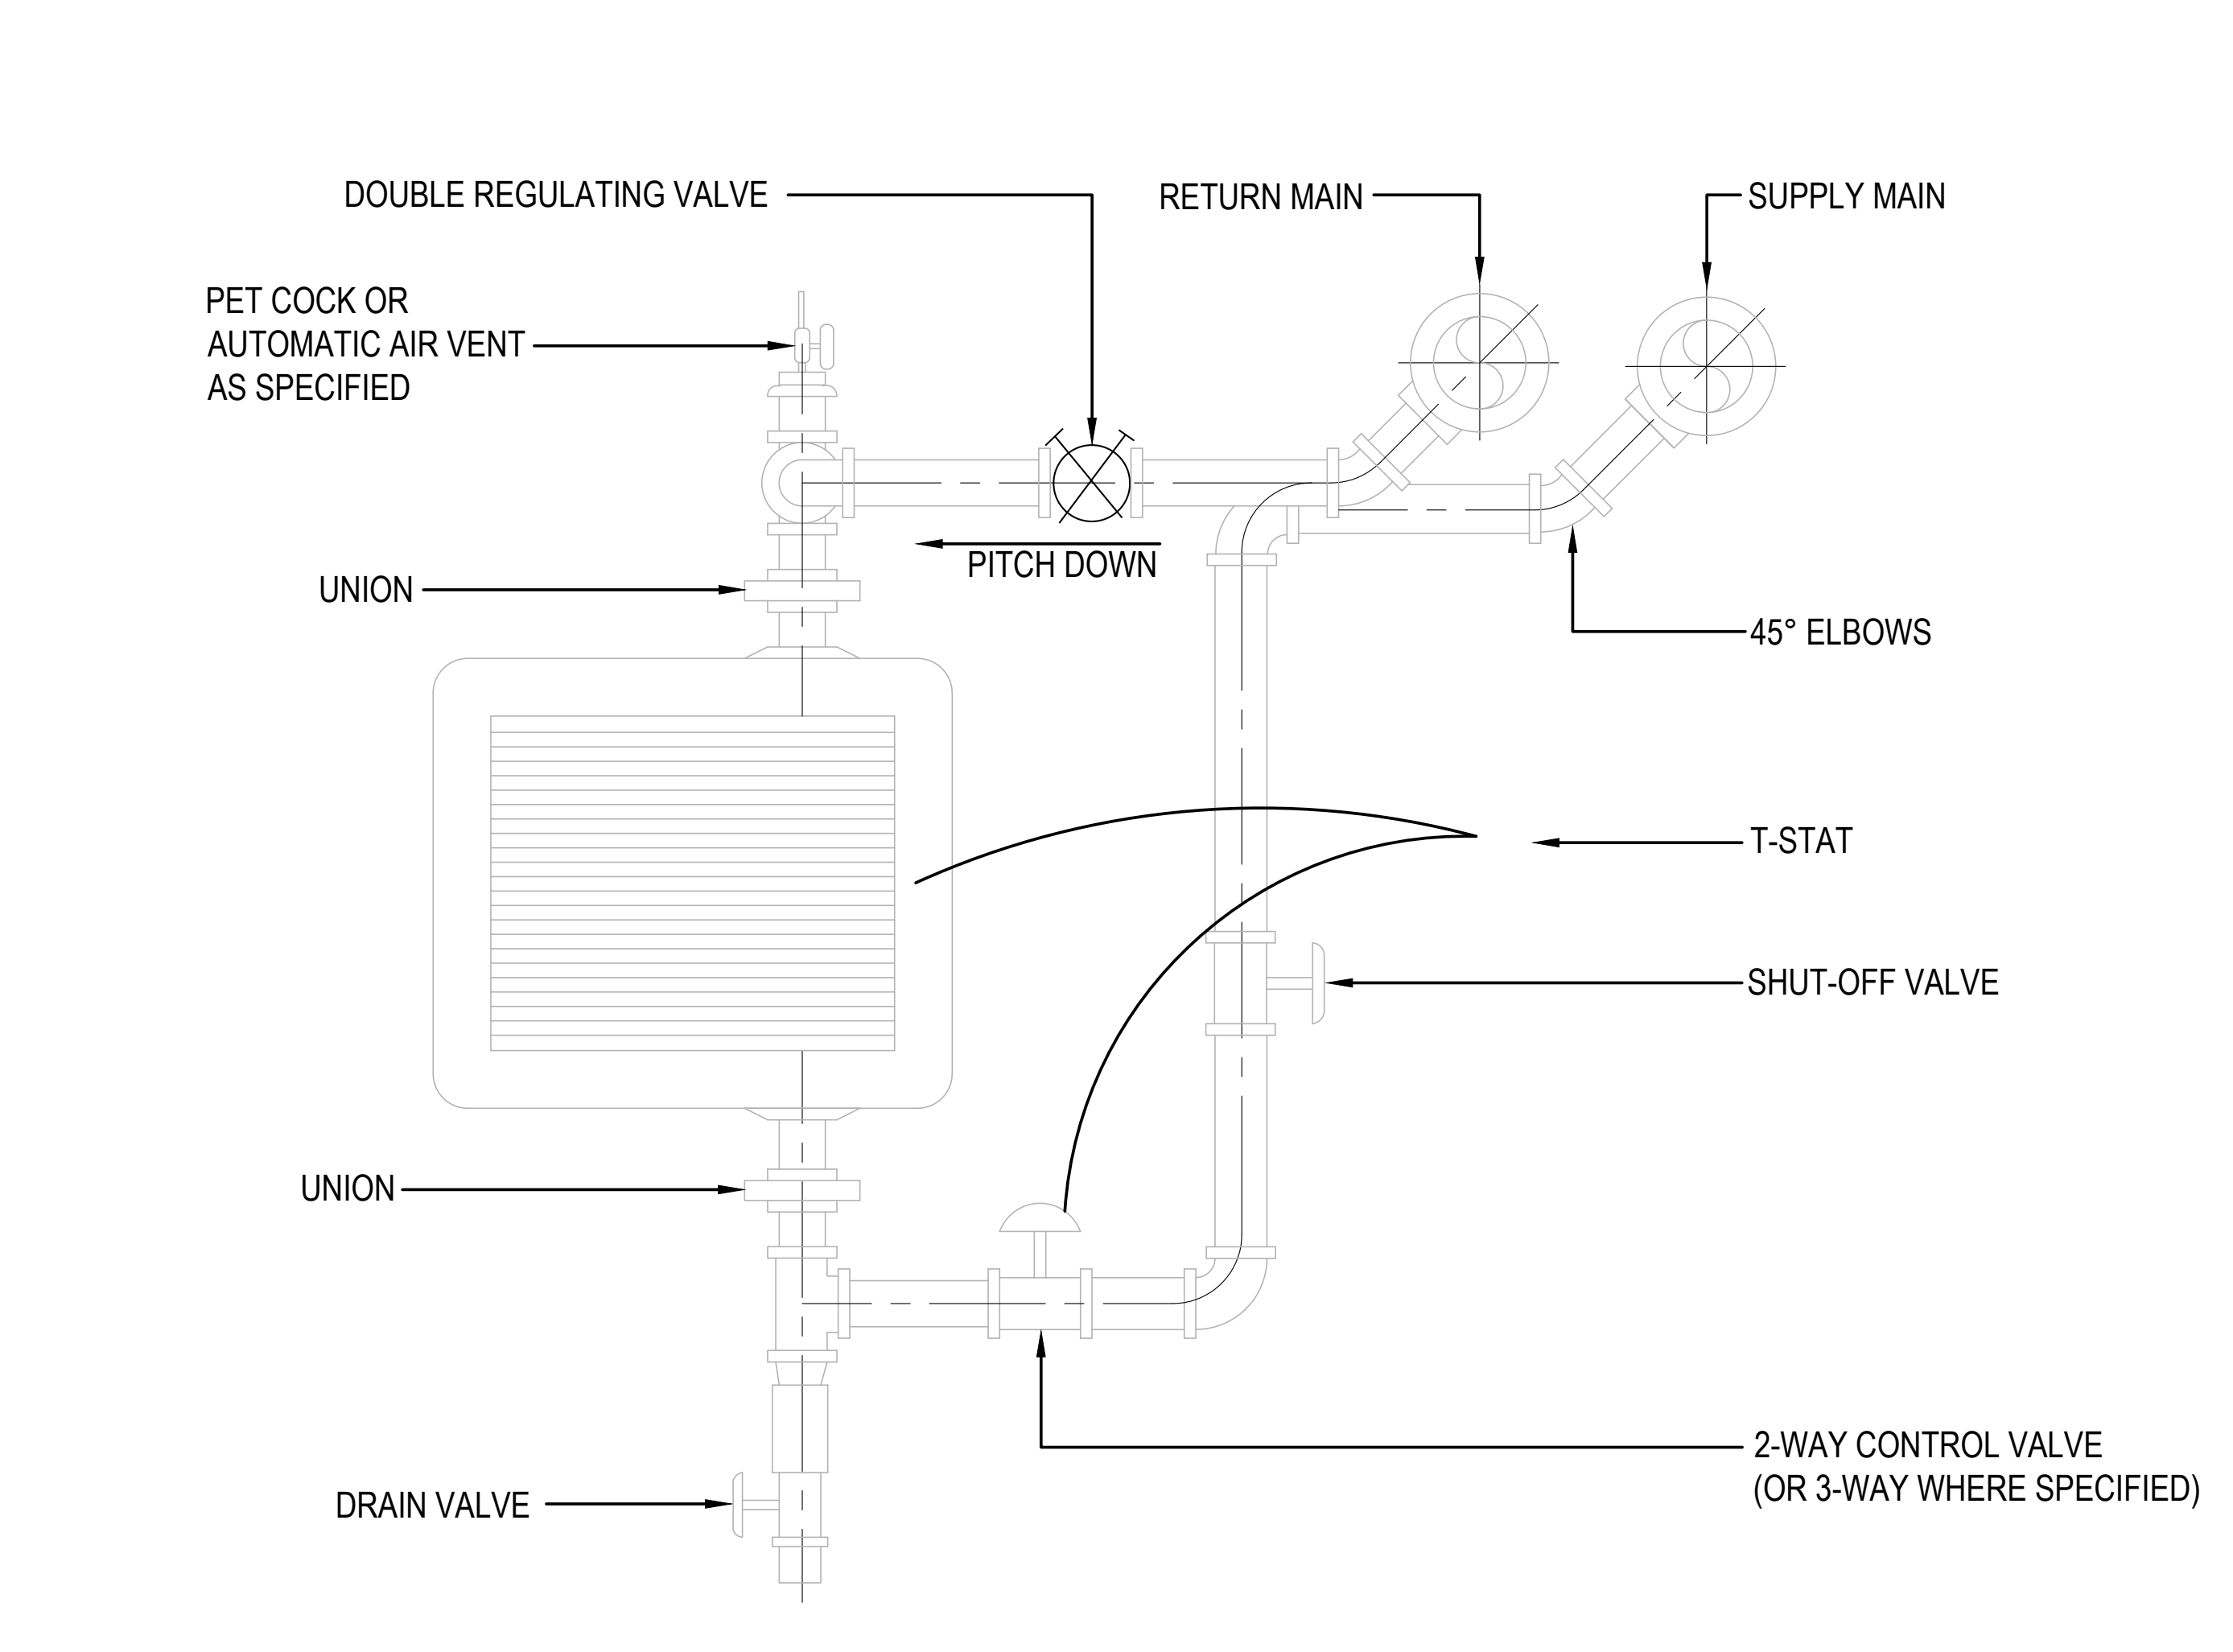 DOUBLE REGULATING VALVE
RETURN MAIN
SUPPLY MAIN
PET COCK OR
AUTOMATIC AIR VENT
AS SPECIFIED
PITCH DOWN
UNION
45° ELBOWS
T-STAT
SHUT-OFF VALVE
UNION
2-WAY CONTROL VALVE
(OR 3-WAY WHERE SPECIFIED)
DRAIN VALVE